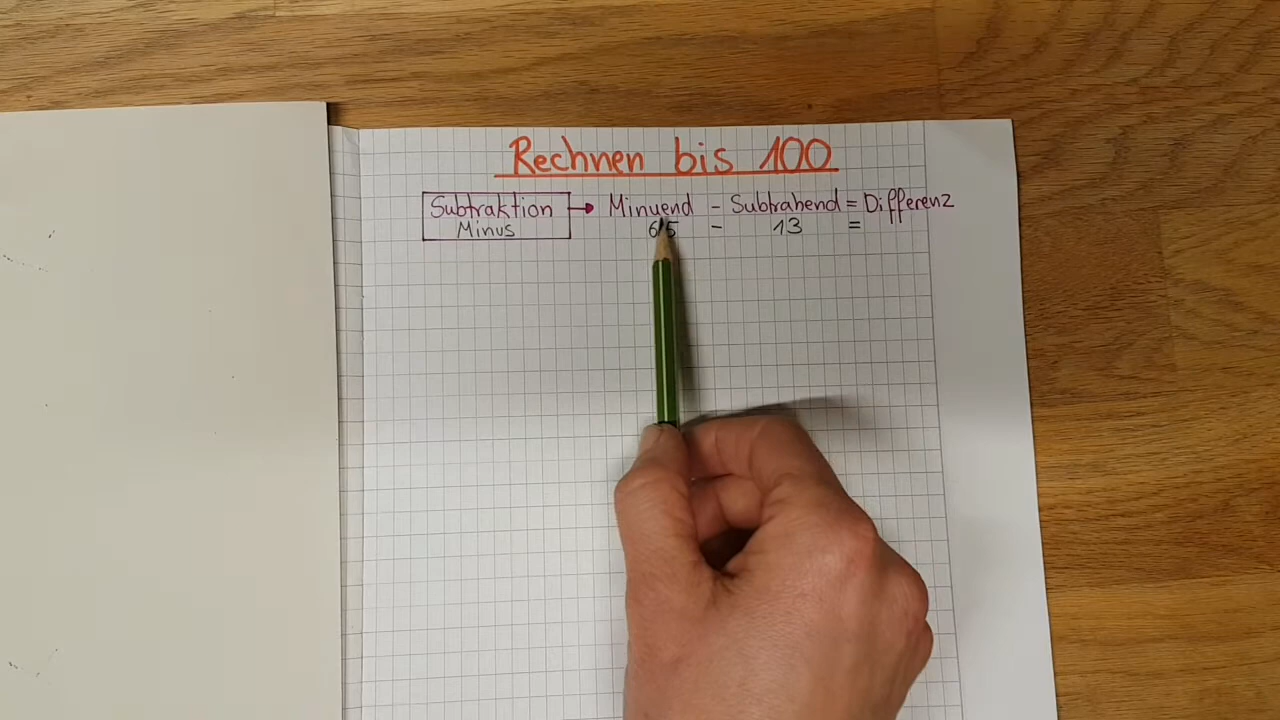 Rechnen bis 100
Subtraktion → Minuend - Subtrahend = Differenz
Minus 65 - 13 =